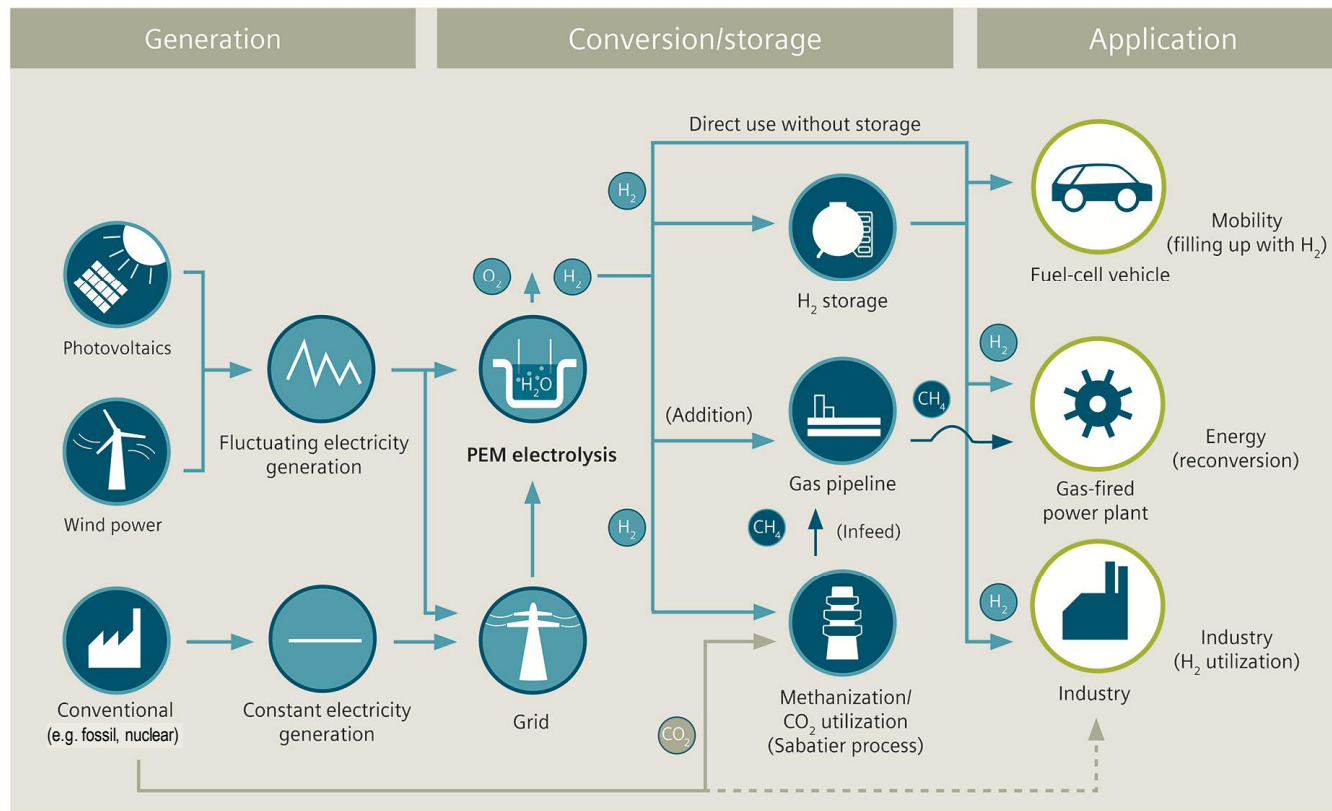 Generation
Conversion/storage
Application
Direct use without storage
H₂
Mobility
(filling up with H₂)
Fuel-cell vehicle
O₂
H₂
H₂ storage
Photovoltaics
H₂O
H₂
(Addition)
CH₄
Fluctuating electricity
generation
PEM electrolysis
Energy
(reconversion)
Gas pipeline
Gas-fired
power plant
Wind power
H₂
CH₄
(Infeed)
H₂
Industry
(H₂ utilization)
Conventional
(e.g. fossil, nuclear)
Constant electricity
generation
Grid
Methanization/
CO₂ utilization
(Sabatier process)
Industry
CO₂